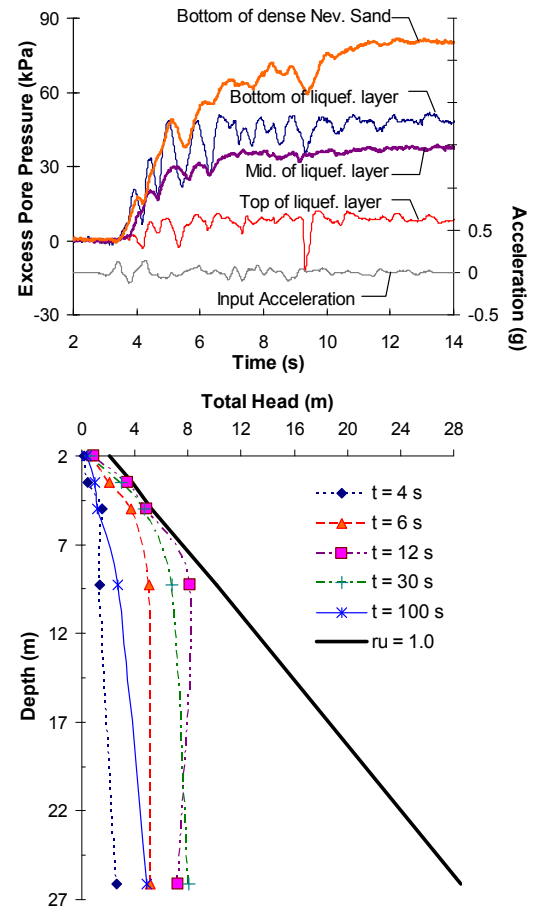 90
60
30
0
-30
Excess Pore Pressure (kPa)
Bottom of dense Nev. Sand
Bottom of liquef. layer
Mid. of liquef. layer
Top of liquef. layer
Input Acceleration
0.5
0
-0.5
Acceleration (g)
2 4 6 8 10 12 14
Time (s)
Total Head (m)
0 4 8 12 16 20 24 28
2
7
12
17
22
27
Depth (m)
t = 4 s
t = 6 s
t = 12 s
t = 30 s
t = 100 s
ru = 1.0